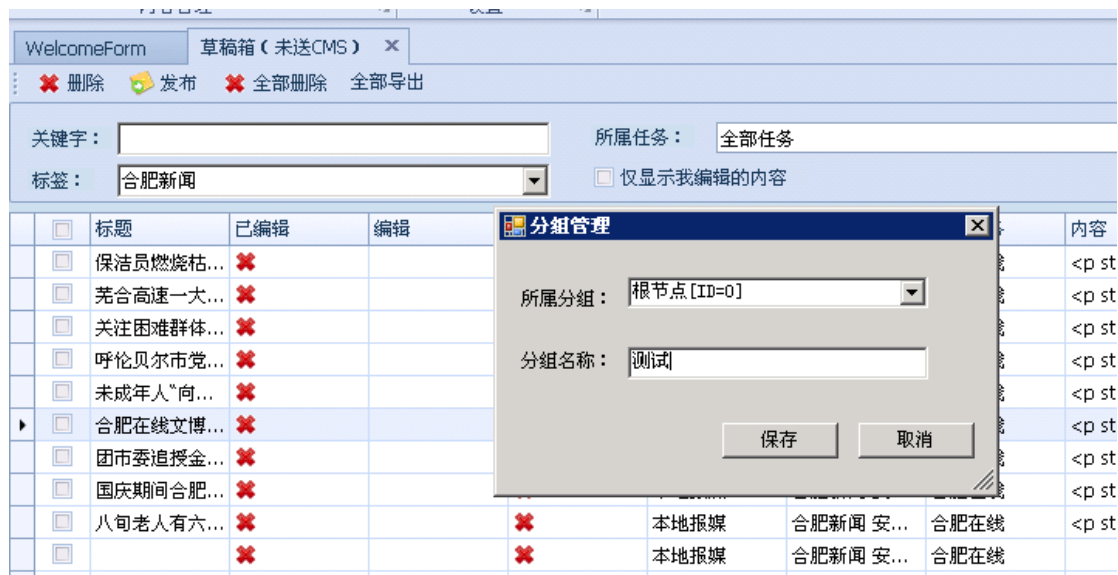 WelcomeForm 草稿箱（未送CMS）
删除 发布 全部删除 全部导出
关键字： 所属任务： 全部任务
标签： 合肥新闻 仅显示我编辑的内容
标题 已编辑 编辑 内容
分组管理
所属分组： 根节点[ID=0]
分组名称： 测试
保存 取消
保洁员燃烧枯... <p st
芜合高速一大... <p st
关注困难群体... <p st
呼伦贝尔市党... <p st
未成年人“向... <p st
合肥在线文博... <p st
团市委追授金... <p st
国庆期间合肥... <p st
八旬老人有六... 本地报媒 合肥新闻 安... 合肥在线 <p st
本地报媒 合肥新闻 安... 合肥在线